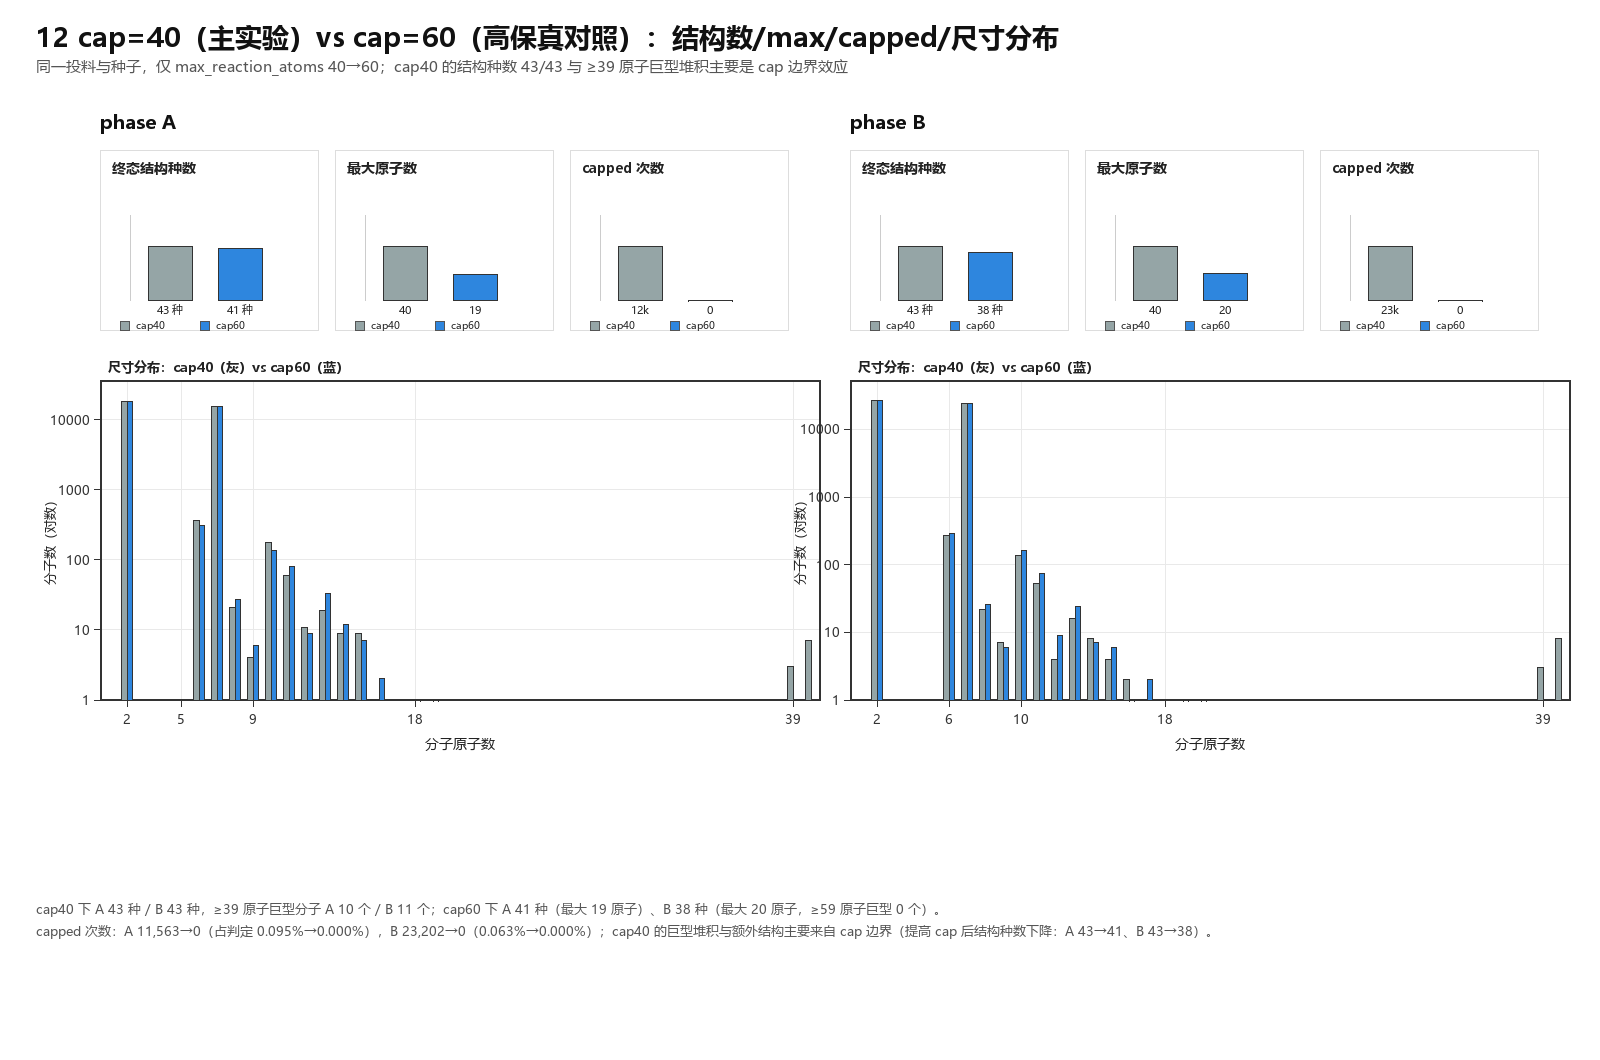 12 cap=40（主实验）vs cap=60（高保真对照）：结构数/max/capped/尺寸分布
同一投料与种子，仅 max_reaction_atoms 40→60；cap40 的结构种数 43/43 与 ≥39 原子巨型堆积主要是 cap 边界效应
phase A
终态结构种数
43 种 41 种
cap40 cap60
最大原子数
40 19
cap40 cap60
capped 次数
12k 0
cap40 cap60
尺寸分布：cap40（灰）vs cap60（蓝）
分子数（对数）
10000
1000
100
10
1
2 5 9 18 39
分子原子数
phase B
终态结构种数
43 种 38 种
cap40 cap60
最大原子数
40 20
cap40 cap60
capped 次数
23k 0
cap40 cap60
尺寸分布：cap40（灰）vs cap60（蓝）
分子数（对数）
10000
1000
100
10
1
2 6 10 18 39
分子原子数
cap40 下 A 43 种 / B 43 种，≥39 原子巨型分子 A 10 个 / B 11 个；cap60 下 A 41 种（最大 19 原子）、B 38 种（最大 20 原子，≥59 原子巨型 0 个）。
capped 次数：A 11,563→0（占判定 0.095%→0.000%），B 23,202→0（0.063%→0.000%）；cap40 的巨型堆积与额外结构主要来自 cap 边界（提高 cap 后结构种数下降：A 43→41、B 43→38）。